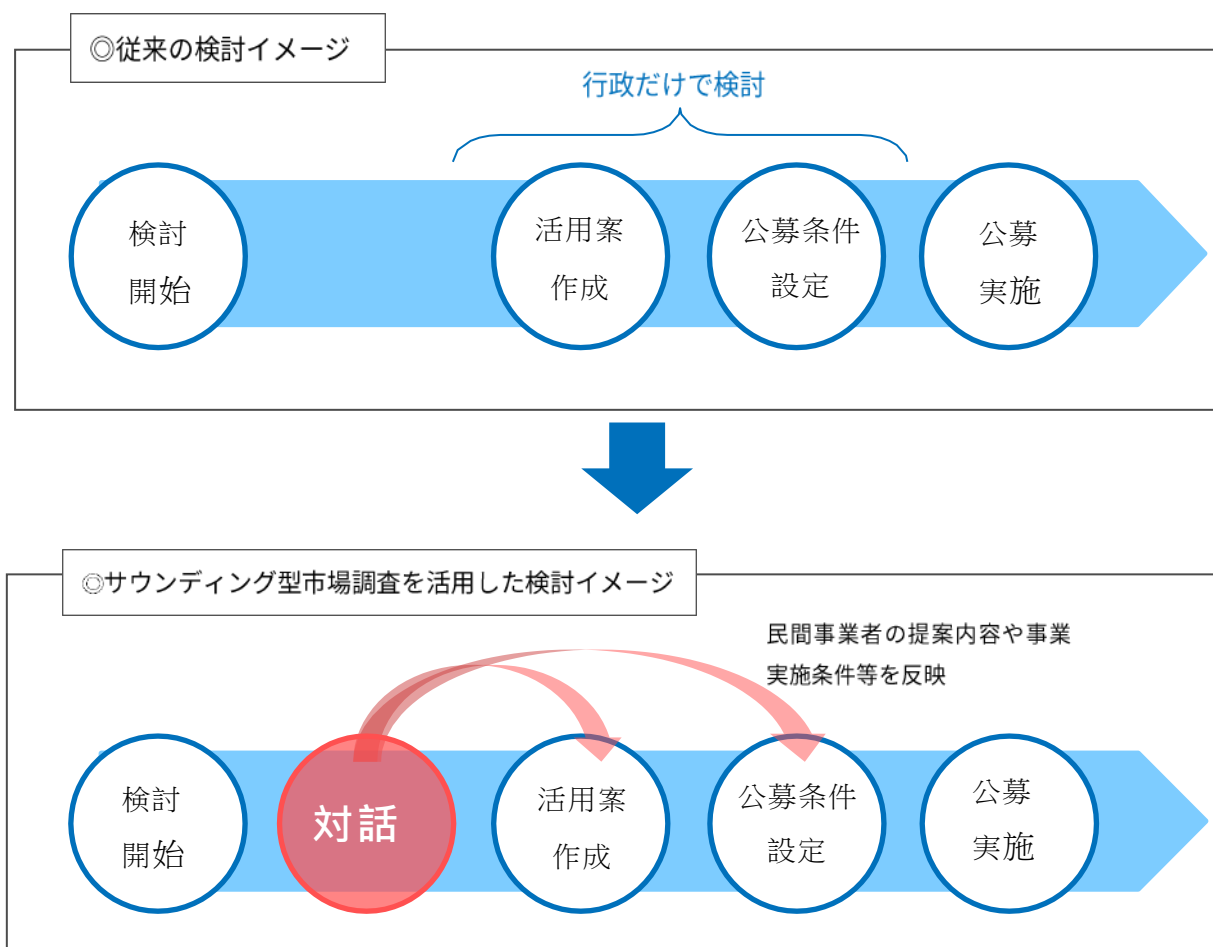 ◎従来の検討イメージ
行政だけで検討
検討
開始
活用案
作成
公募条件
設定
公募
実施
◎サウンディング型市場調査を活用した検討イメージ
民間事業者の提案内容や事業
実施条件等を反映
検討
開始
対話
活用案
作成
公募条件
設定
公募
実施